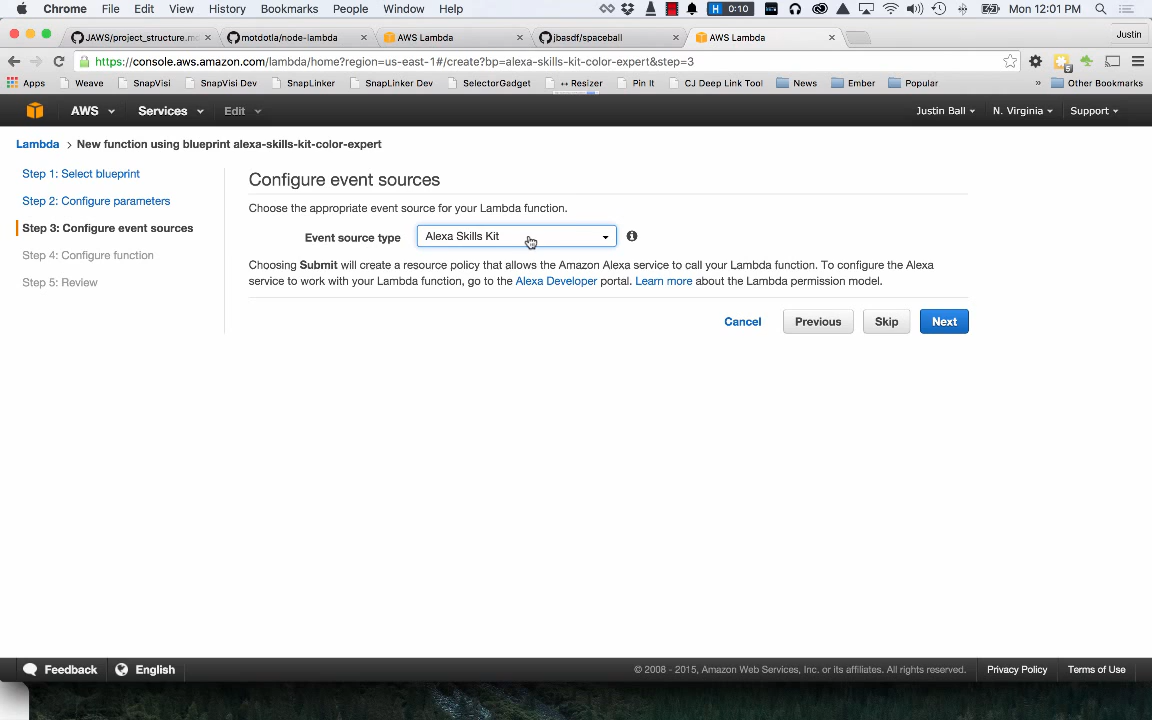 Chrome File Edit View History Bookmarks People Window Help H 0:10 Mon 12:01 PM
JAWS/project_structure.m motdotla/node-lambda AWS Lambda jbasdf/spaceball AWS Lambda Justin
https://console.aws.amazon.com/lambda/home?region=us-east-1#/create?bp=alexa-skills-kit-color-expert&step=3 5
Apps Weave SnapVisi SnapVisi Dev SnapLinker SnapLinker Dev SelectorGadget ↔ Resizer Pin It CJ Deep Link Tool News Ember Popular » Other Bookmarks
AWS Services Edit Justin Ball N. Virginia Support
Lambda > New function using blueprint alexa-skills-kit-color-expert
Step 1: Select blueprint
Step 2: Configure parameters
Step 3: Configure event sources
Step 4: Configure function
Step 5: Review
Configure event sources
Choose the appropriate event source for your Lambda function.
Event source type Alexa Skills Kit
Choosing Submit will create a resource policy that allows the Amazon Alexa service to call your Lambda function. To configure the Alexa
service to work with your Lambda function, go to the Alexa Developer portal. Learn more about the Lambda permission model.
Cancel Previous Skip Next
Feedback English © 2008 - 2015, Amazon Web Services, Inc. or its affiliates. All rights reserved. Privacy Policy Terms of Use